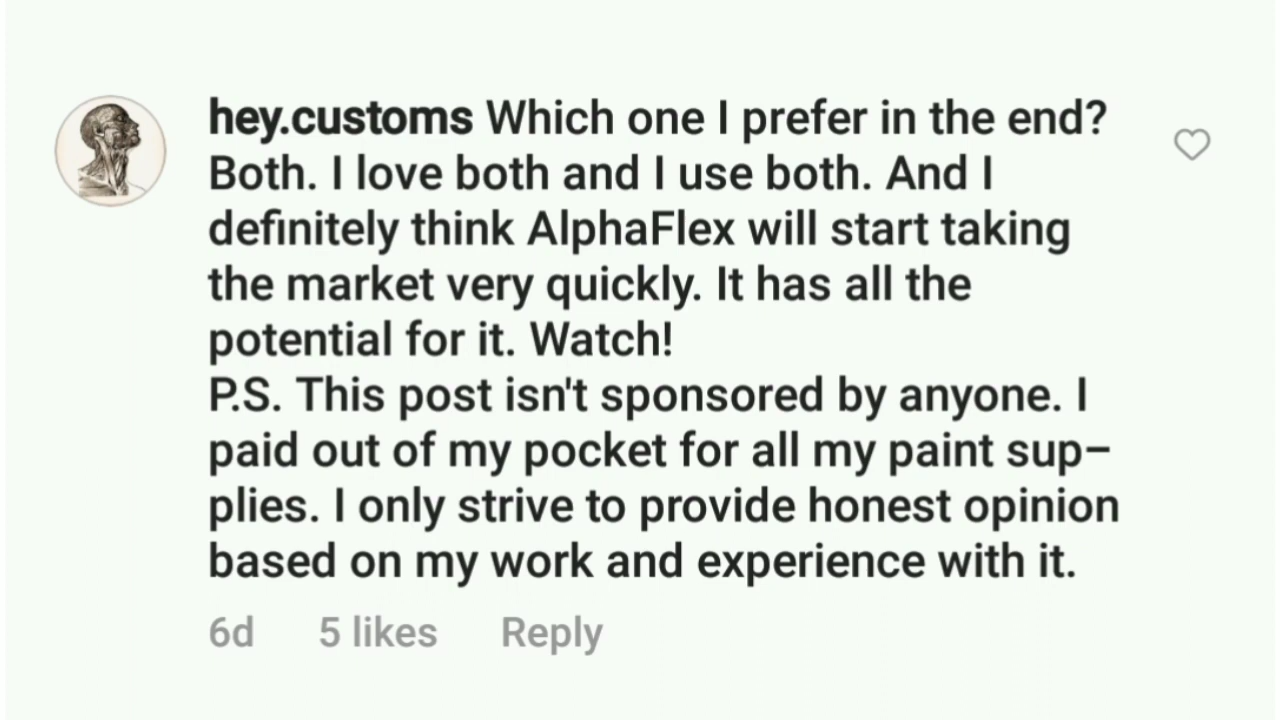 hey.customs Which one I prefer in the end?
Both. I love both and I use both. And I
definitely think AlphaFlex will start taking
the market very quickly. It has all the
potential for it. Watch!
P.S. This post isn't sponsored by anyone. I
paid out of my pocket for all my paint sup–
plies. I only strive to provide honest opinion
based on my work and experience with it.
6d 5 likes Reply